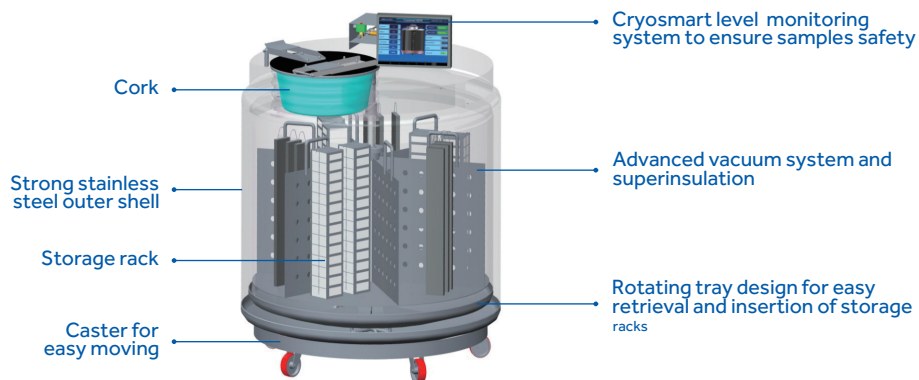 Cryosmart level monitoring
system to ensure samples safety
Cork
Advanced vacuum system and
superinsulation
Strong stainless
steel outer shell
Storage rack
Rotating tray design for easy
retrieval and insertion of storage
racks
Caster for
easy moving